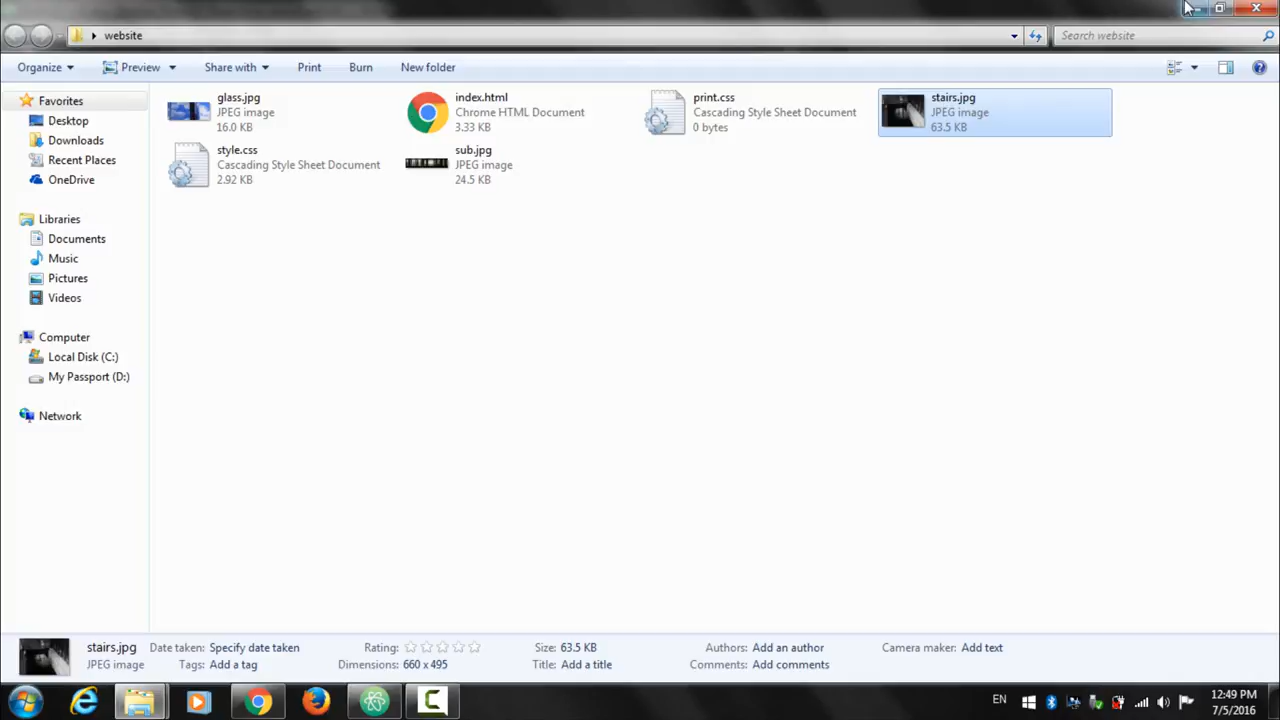 website
Search website
Organize
Preview
Share with
Print
Burn
New folder
Favorites
Desktop
Downloads
Recent Places
OneDrive
Libraries
Documents
Music
Pictures
Videos
Computer
Local Disk (C:)
My Passport (D:)
Network
glass.jpg
JPEG image
16.0 KB
index.html
Chrome HTML Document
3.33 KB
print.css
Cascading Style Sheet Document
0 bytes
stairs.jpg
JPEG image
63.5 KB
style.css
Cascading Style Sheet Document
2.92 KB
sub.jpg
JPEG image
24.5 KB
stairs.jpg Date taken: Specify date taken Rating: Size: 63.5 KB Authors: Add an author Camera maker: Add text
JPEG image Tags: Add a tag Dimensions: 660 x 495 Title: Add a title Comments: Add comments
EN
12:49 PM
7/5/2016